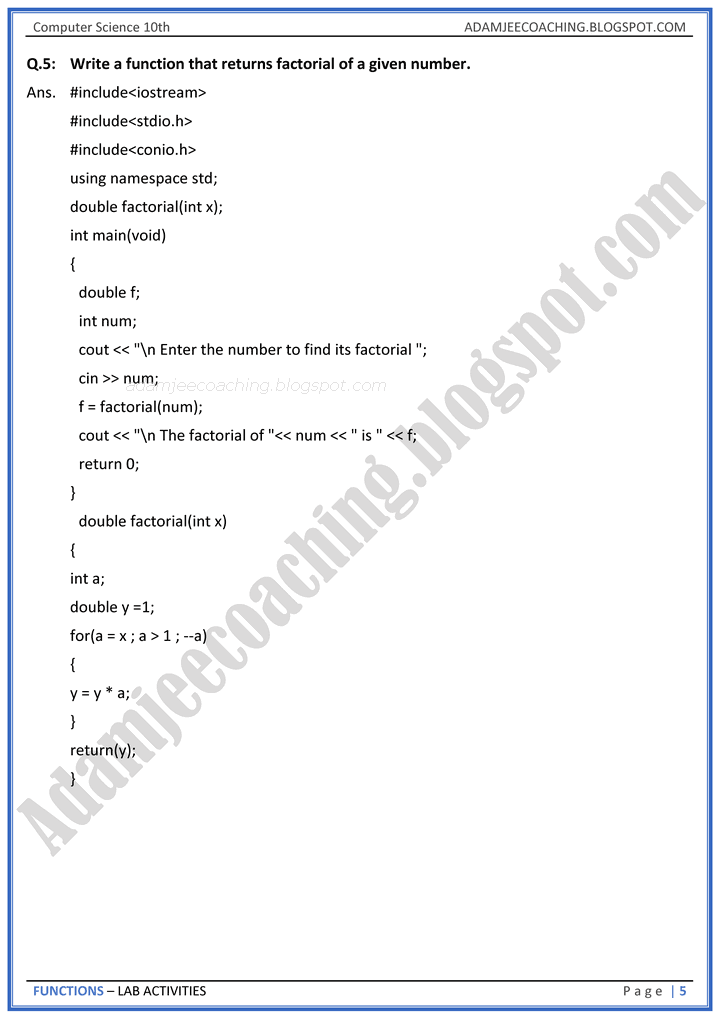 Computer Science 10th ADAMJEECOACHING.BLOGSPOT.COM
Q.5: Write a function that returns factorial of a given number.
Ans. #include<iostream>
#include<stdio.h>
#include<conio.h>
using namespace std;
double factorial(int x);
int main(void)
{
double f;
int num;
cout << "\n Enter the number to find its factorial ";
cin >> num;
adamjeecoaching.blogspot.com
f = factorial(num);
cout << "\n The factorial of "<< num << " is " << f;
return 0;
}
double factorial(int x)
{
int a;
double y =1;
for(a = x ; a > 1 ; --a)
{
y = y * a;
}
return(y);
}
Adamjeecoaching.blogspot.com
FUNCTIONS – LAB ACTIVITIES Page | 5